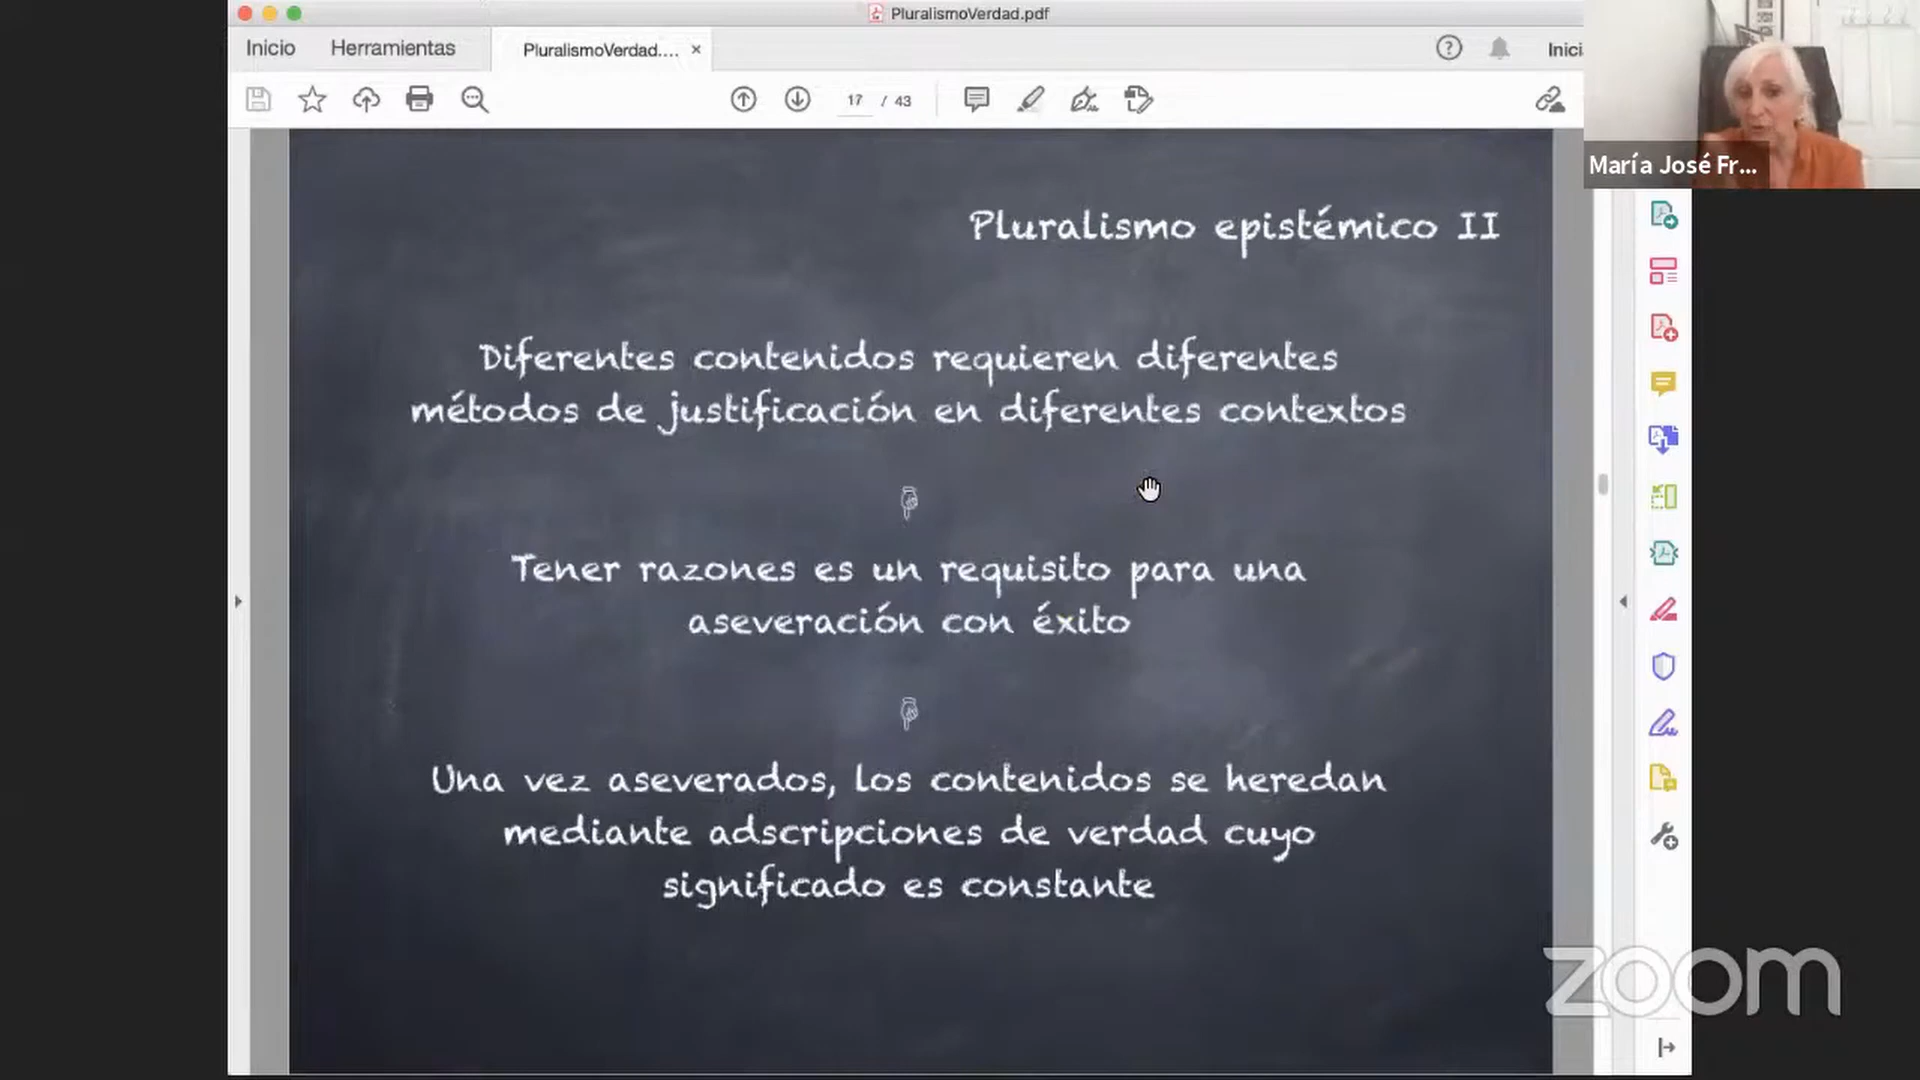 PluralismoVerdad.pdf
Inicio
Herramientas
PluralismoVerdad....
Inici
17 / 43
María José Fr...
Pluralismo epistémico II
Diferentes contenidos requieren diferentes
métodos de justificación en diferentes contextos
Tener razones es un requisito para una
aseveración con éxito
Una vez aseverados, los contenidos se heredan
mediante adscripciones de verdad cuyo
significado es constante
zoom